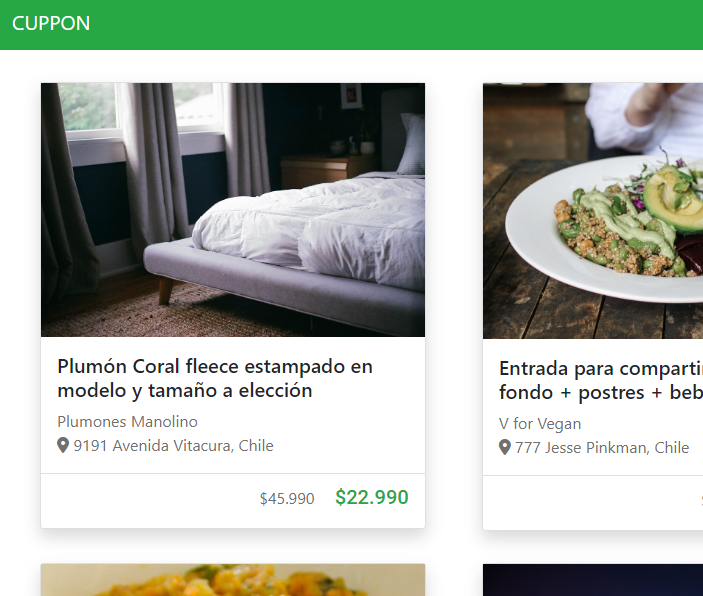 CUPPON
Plumón Coral fleece estampado en
modelo y tamaño a elección
Plumones Manolino
9191 Avenida Vitacura, Chile
$45.990 $22.990
Entrada para compartir
fondo + postres + beb
V for Vegan
777 Jesse Pinkman, Chile